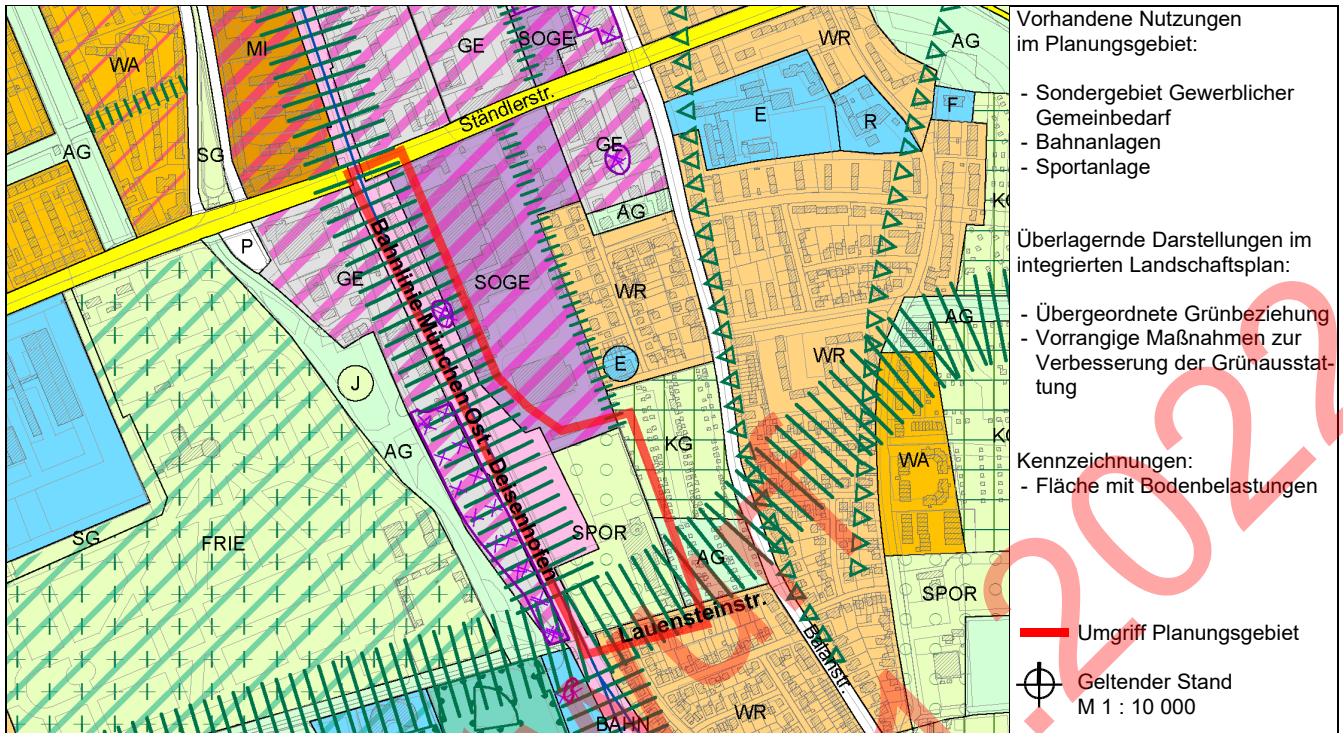 WA
MI
GE
SOGE
WR
AG
Ständlerstr.
E
R
F
AG
SG
GE
KG
P
AG
GE
SOGE
WR
Bahnlinie München Ost - Deisenhofen
E
WR
AG
J
AG
KG
WA
KG
SG
FRIE
SPOR
AG
SPOR
Lauensteinstr.
Balanstr.
WR
BAHN
Vorhandene Nutzungen
im Planungsgebiet:
- Sondergebiet Gewerblicher
Gemeinbedarf
- Bahnanlagen
- Sportanlage
Überlagernde Darstellungen im
integrierten Landschaftsplan:
- Übergeordnete Grünbeziehung
- Vorrangige Maßnahmen zur
Verbesserung der Grünausstat-
tung
Kennzeichnungen:
- Fläche mit Bodenbelastungen
Umgriff Planungsgebiet
Geltender Stand
M 1 : 10 000